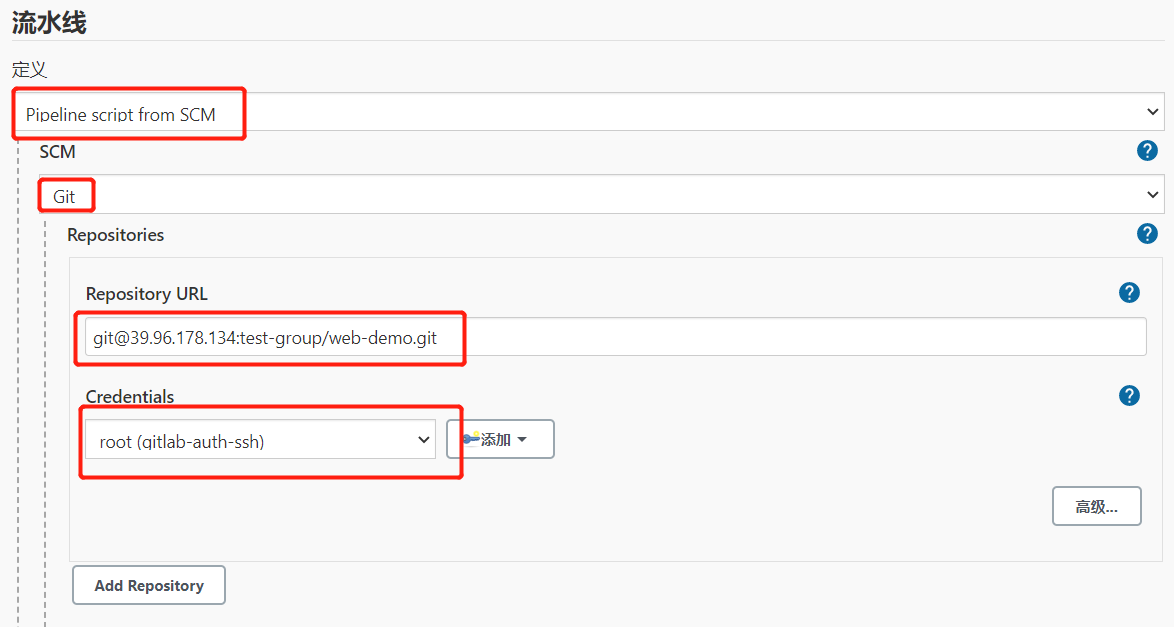 流水线
定义
Pipeline script from SCM
SCM
?
Git
Repositories
?
Repository URL
?
git@39.96.178.134:test-group/web-demo.git
Credentials
?
root (gitlab-auth-ssh)
添加
高级...
Add Repository